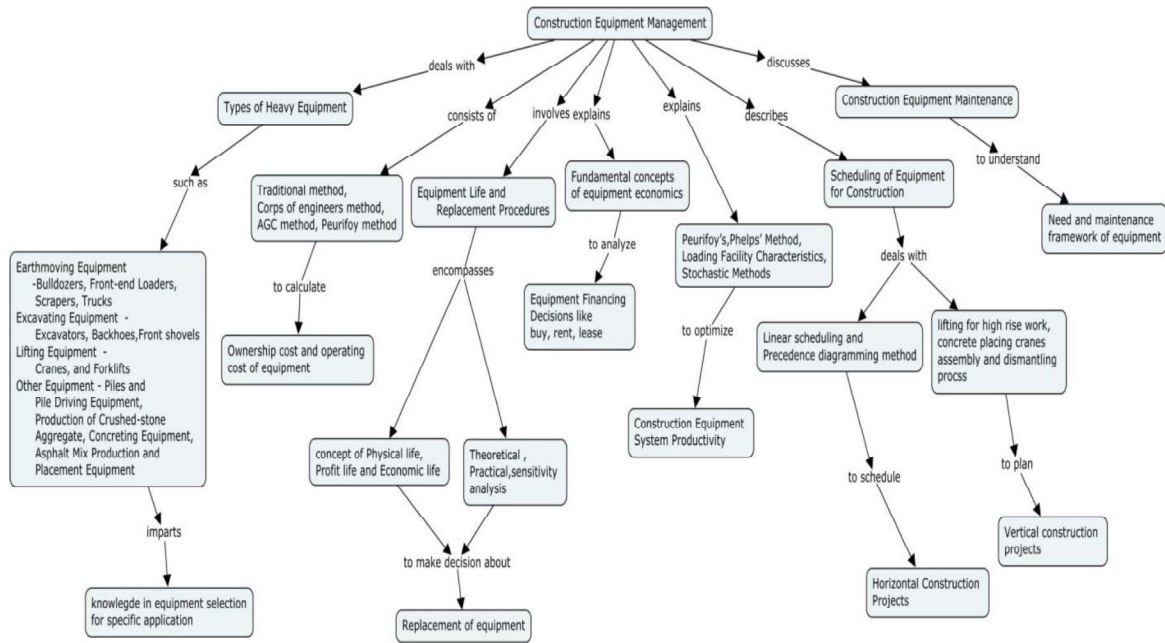 Construction Equipment Management
deals with
discusses
Types of Heavy Equipment
consists of
involves
explains
explains
describes
Construction Equipment Maintenance
such as
Traditional method,
Corps of engineers method,
AGC method, Peurifoy method
Equipment Life and
Replacement Procedures
Fundamental concepts
of equipment economics
Scheduling of Equipment
for Construction
to understand
Need and maintenance
framework of equipment
Earthmoving Equipment
-Bulldozers, Front-end Loaders,
Scrapers, Trucks
Excavating Equipment -
Excavators, Backhoes,Front shovels
Lifting Equipment -
Cranes, and Forklifts
Other Equipment - Piles and
Pile Driving Equipment,
Production of Crushed-stone
Aggregate, Concreting Equipment,
Asphalt Mix Production and
Placement Equipment
to calculate
encompasses
to analyze
Peurifoy's,Phelps' Method,
Loading Facility Characteristics,
Stochastic Methods
deals with
Ownership cost and operating
cost of equipment
Equipment Financing
Decisions like
buy, rent, lease
to optimize
Linear scheduling and
Precedence diagramming method
lifting for high rise work,
concrete placing cranes
assembly and dismantling
procss
concept of Physical life,
Profit life and Economic life
Theoretical ,
Practical,sensitivity
analysis
Construction Equipment
System Productivity
to schedule
to plan
imparts
to make decision about
Vertical construction
projects
knowlegde in equipment selection
for specific application
Replacement of equipment
Horizontal Construction
Projects